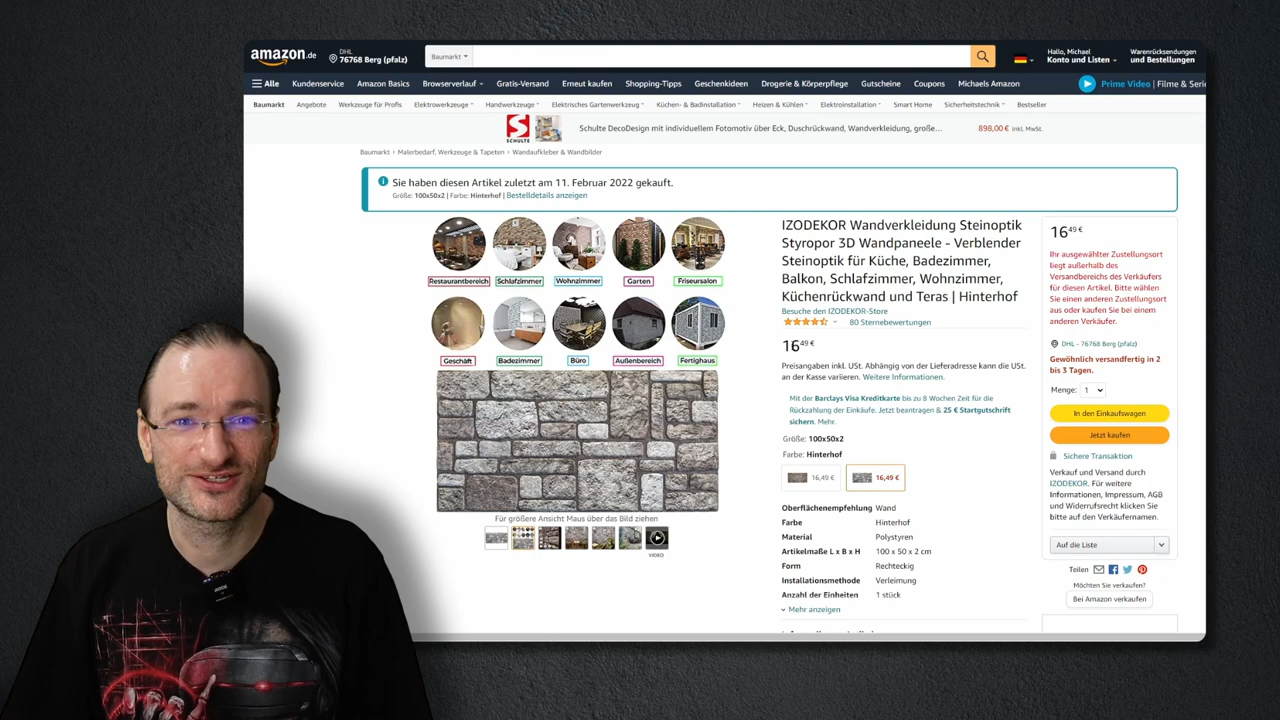 amazon.de
DHL
76768 Berg (pfalz)
Baumarkt
Hallo, Michael
Konto und Listen
Warenrücksendungen
und Bestellungen
Alle Kundenservice Amazon Basics Browserverlauf Gratis-Versand Erneut kaufen Shopping-Tipps Geschenkideen Drogerie & Körperpflege Gutscheine Coupons Michaels Amazon Prime Video | Filme & Serie
Baumarkt Angebote Werkzeuge für Profis Elektrowerkzeuge Handwerkzeuge Elektrisches Gartenwerkzeug Küchen- & Badinstallation Heizen & Kühlen Elektroinstallation Smart Home Sicherheitstechnik Bestseller
S
SCHULTE
Schulte DecoDesign mit individuellem Fotomotiv über Eck, Duschrückwand, Wandverkleidung, große… 898,00 € inkl. MwSt.
Baumarkt › Malerbedarf, Werkzeuge & Tapeten › Wandaufkleber & Wandbilder
Sie haben diesen Artikel zuletzt am 11. Februar 2022 gekauft.
Größe: 100x50x2 | Farbe: Hinterhof | Bestelldetails anzeigen
Restaurantbereich Schlafzimmer Wohnzimmer Garten Friseursalon
Geschäft Badezimmer Büro Außenbereich Fertighaus
Für größere Ansicht Maus über das Bild ziehen
VIDEO
IZODEKOR Wandverkleidung Steinoptik
Styropor 3D Wandpaneele - Verblender
Steinoptik für Küche, Badezimmer,
Balkon, Schlafzimmer, Wohnzimmer,
Küchenrückwand und Teras | Hinterhof
Besuche den IZODEKOR-Store
80 Sternebewertungen
16,49 €
Preisangaben inkl. USt. Abhängig von der Lieferadresse kann die USt.
an der Kasse variieren. Weitere Informationen.
Mit der Barclays Visa Kreditkarte bis zu 8 Wochen Zeit für die
Rückzahlung der Einkäufe. Jetzt beantragen & 25 € Startgutschrift
sichern. Mehr.
Größe: 100x50x2
Farbe: Hinterhof
16,49 € 16,49 €
Oberflächenempfehlung Wand
Farbe Hinterhof
Material Polystyren
Artikelmaße L x B x H 100 x 50 x 2 cm
Form Rechteckig
Installationsmethode Verleimung
Anzahl der Einheiten 1 stück
Mehr anzeigen
16,49 €
Ihr ausgewählter Zustellungsort
liegt außerhalb des
Versandbereichs des Verkäufers
für diesen Artikel. Bitte wählen
Sie einen anderen Zustellungsort
aus oder kaufen Sie bei einem
anderen Verkäufer.
DHL - 76768 Berg (pfalz)
Gewöhnlich versandfertig in 2
bis 3 Tagen.
Menge: 1
In den Einkaufswagen
Jetzt kaufen
Sichere Transaktion
Verkauf und Versand durch
IZODEKOR. Für weitere
Informationen, Impressum, AGB
und Widerrufsrecht klicken Sie
bitte auf den Verkäufernamen.
Auf die Liste
Teilen
Möchten Sie verkaufen?
Bei Amazon verkaufen